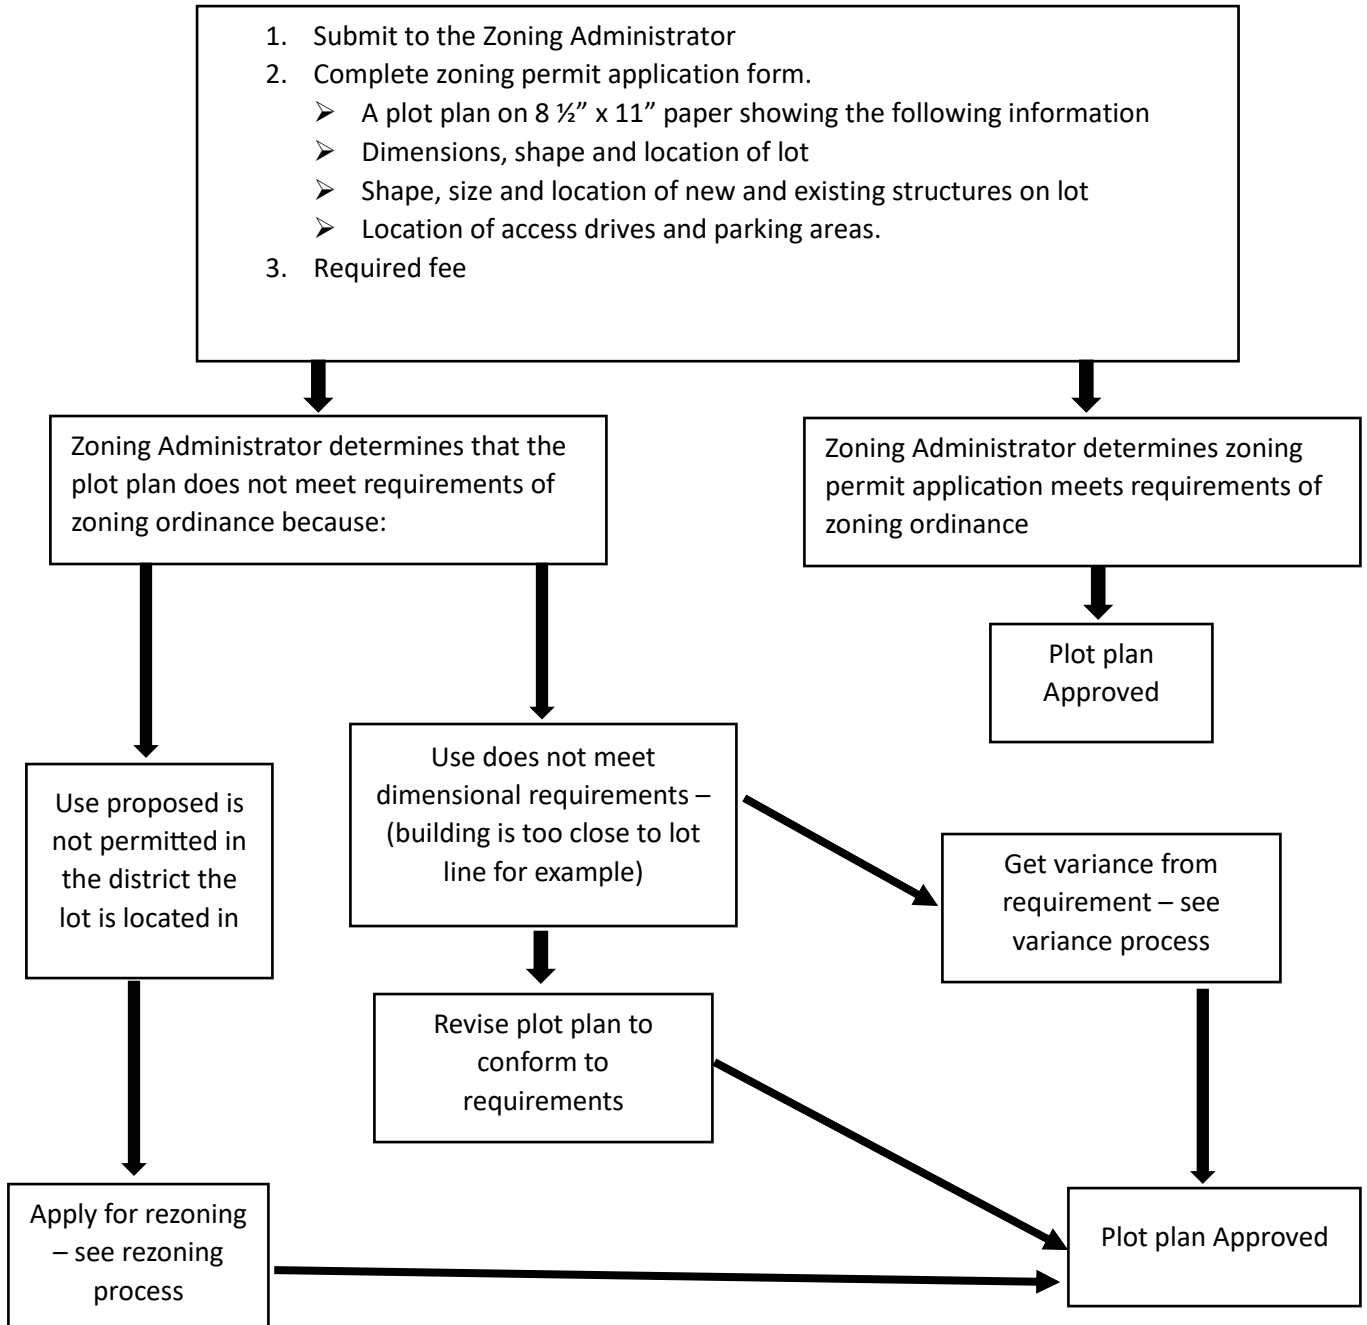 1. Submit to the Zoning Administrator
2. Complete zoning permit application form.
➢ A plot plan on 8 ½” x 11” paper showing the following information
➢ Dimensions, shape and location of lot
➢ Shape, size and location of new and existing structures on lot
➢ Location of access drives and parking areas.
3. Required fee
Zoning Administrator determines that the
plot plan does not meet requirements of
zoning ordinance because:
Zoning Administrator determines zoning
permit application meets requirements of
zoning ordinance
Plot plan
Approved
Use proposed is
not permitted in
the district the
lot is located in
Use does not meet
dimensional requirements –
(building is too close to lot
line for example)
Get variance from
requirement – see
variance process
Revise plot plan to
conform to
requirements
Apply for rezoning
– see rezoning
process
Plot plan Approved